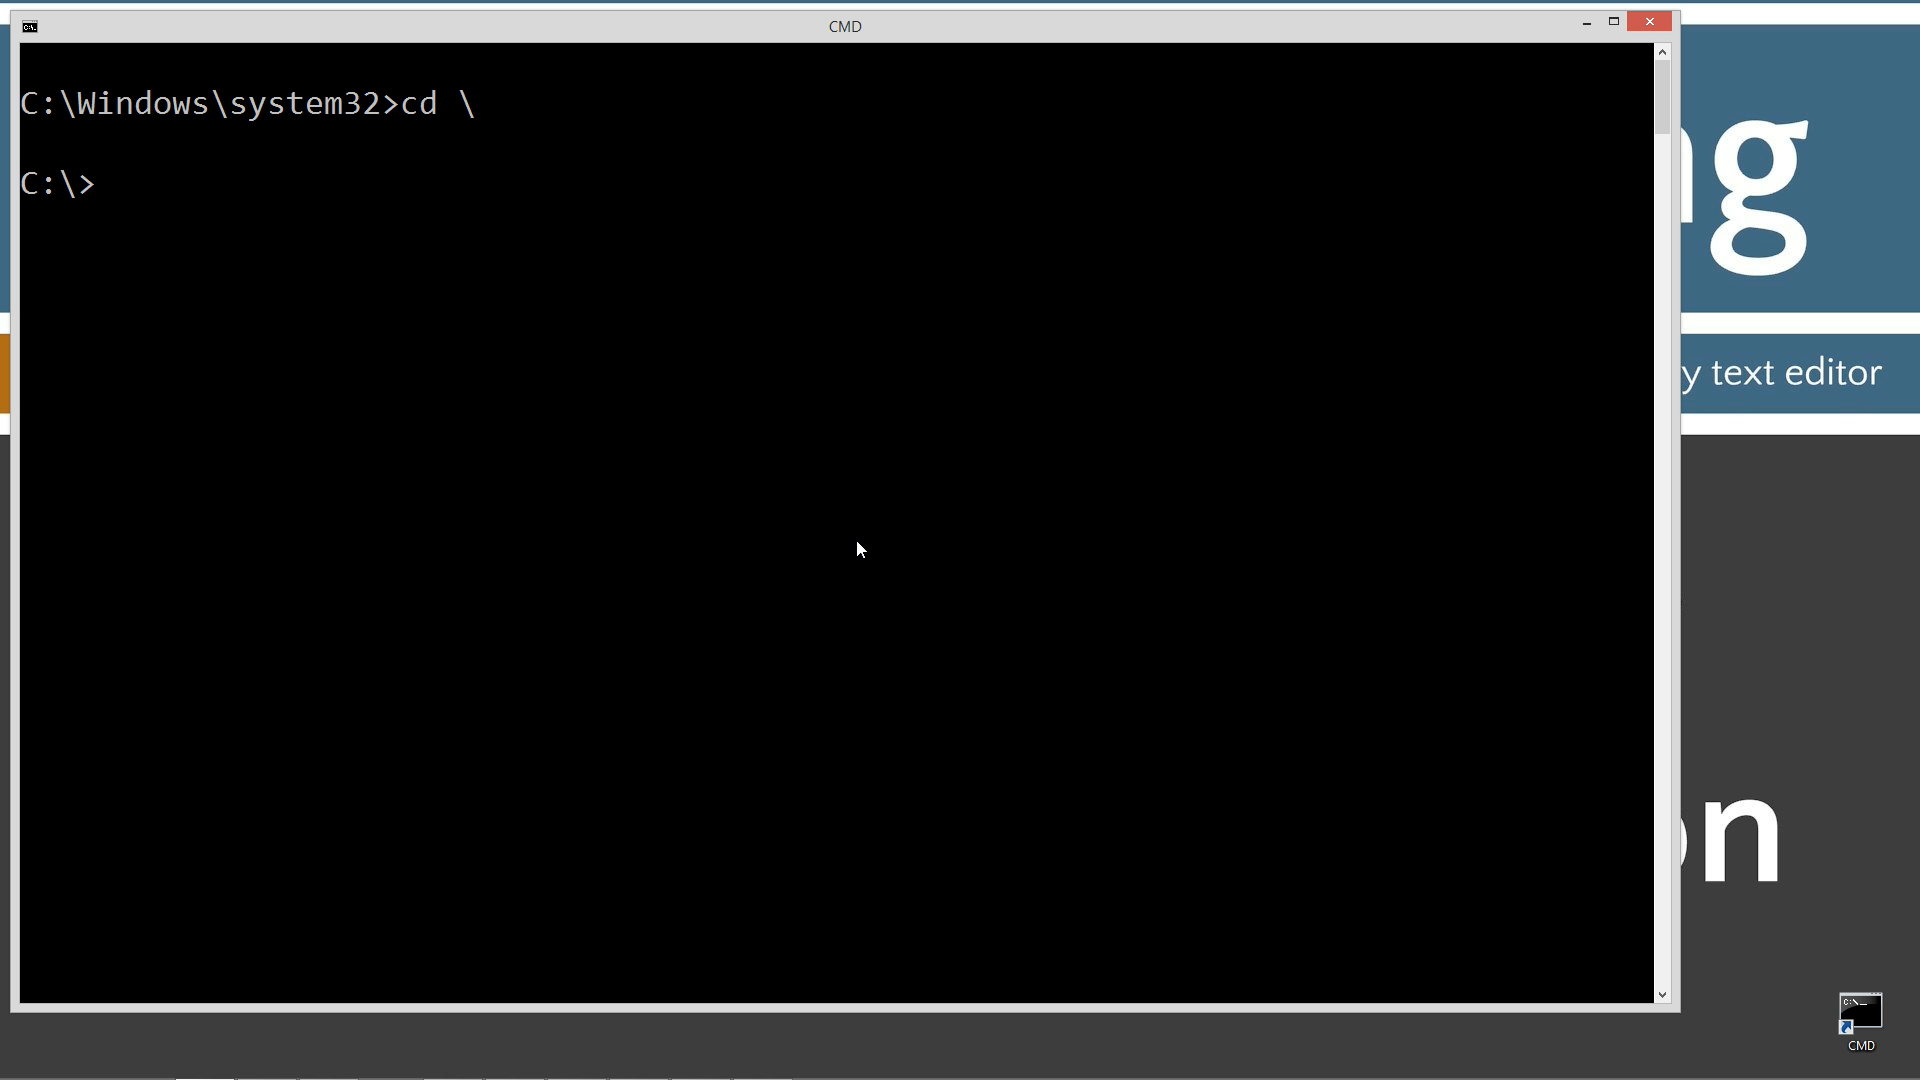 CMD
C:\Windows\system32>cd \
C:\>
g
y text editor
n
CMD